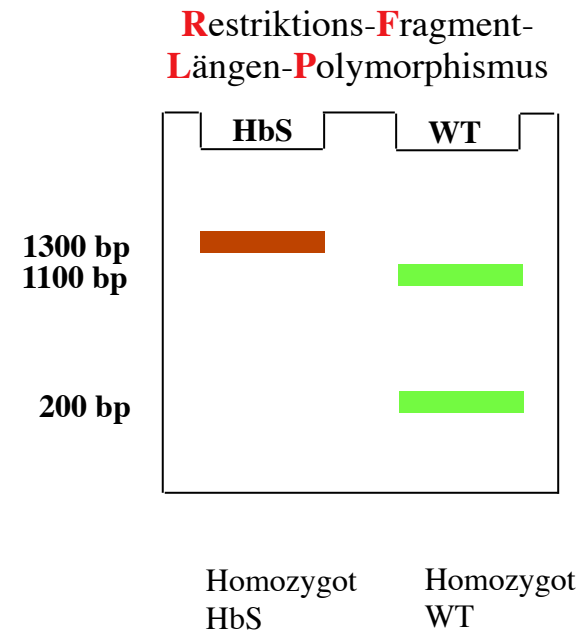 Restriktions-Fragment-
Längen-Polymorphismus
HbS WT
1300 bp
1100 bp
200 bp
Homozygot Homozygot
HbS WT